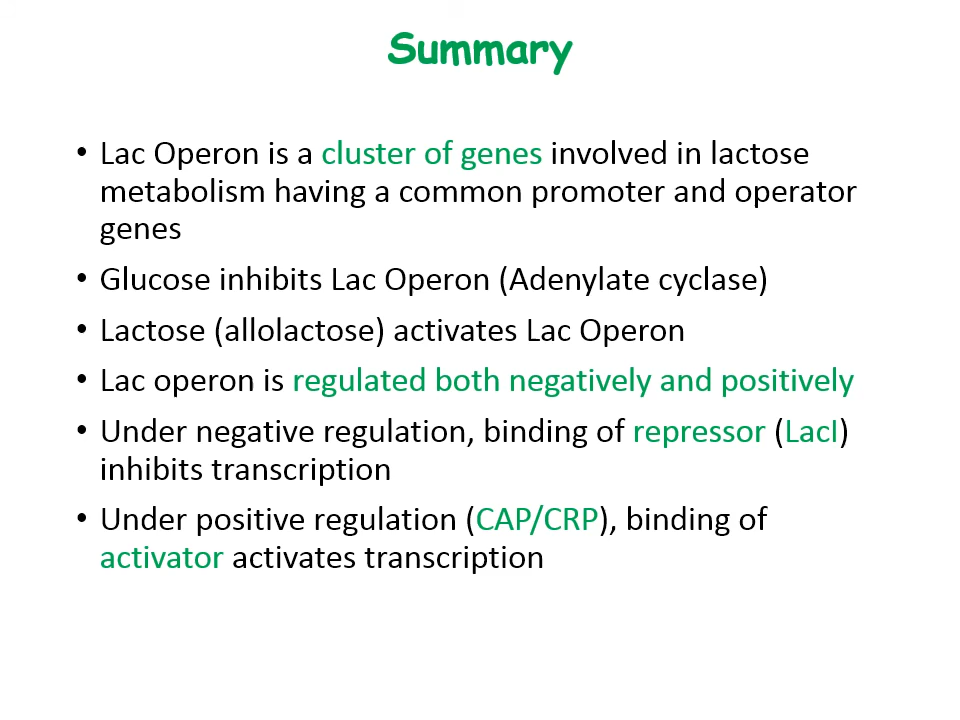 Summary
• Lac Operon is a cluster of genes involved in lactose
metabolism having a common promoter and operator
genes
• Glucose inhibits Lac Operon (Adenylate cyclase)
• Lactose (allolactose) activates Lac Operon
• Lac operon is regulated both negatively and positively
• Under negative regulation, binding of repressor (LacI)
inhibits transcription
• Under positive regulation (CAP/CRP), binding of
activator activates transcription